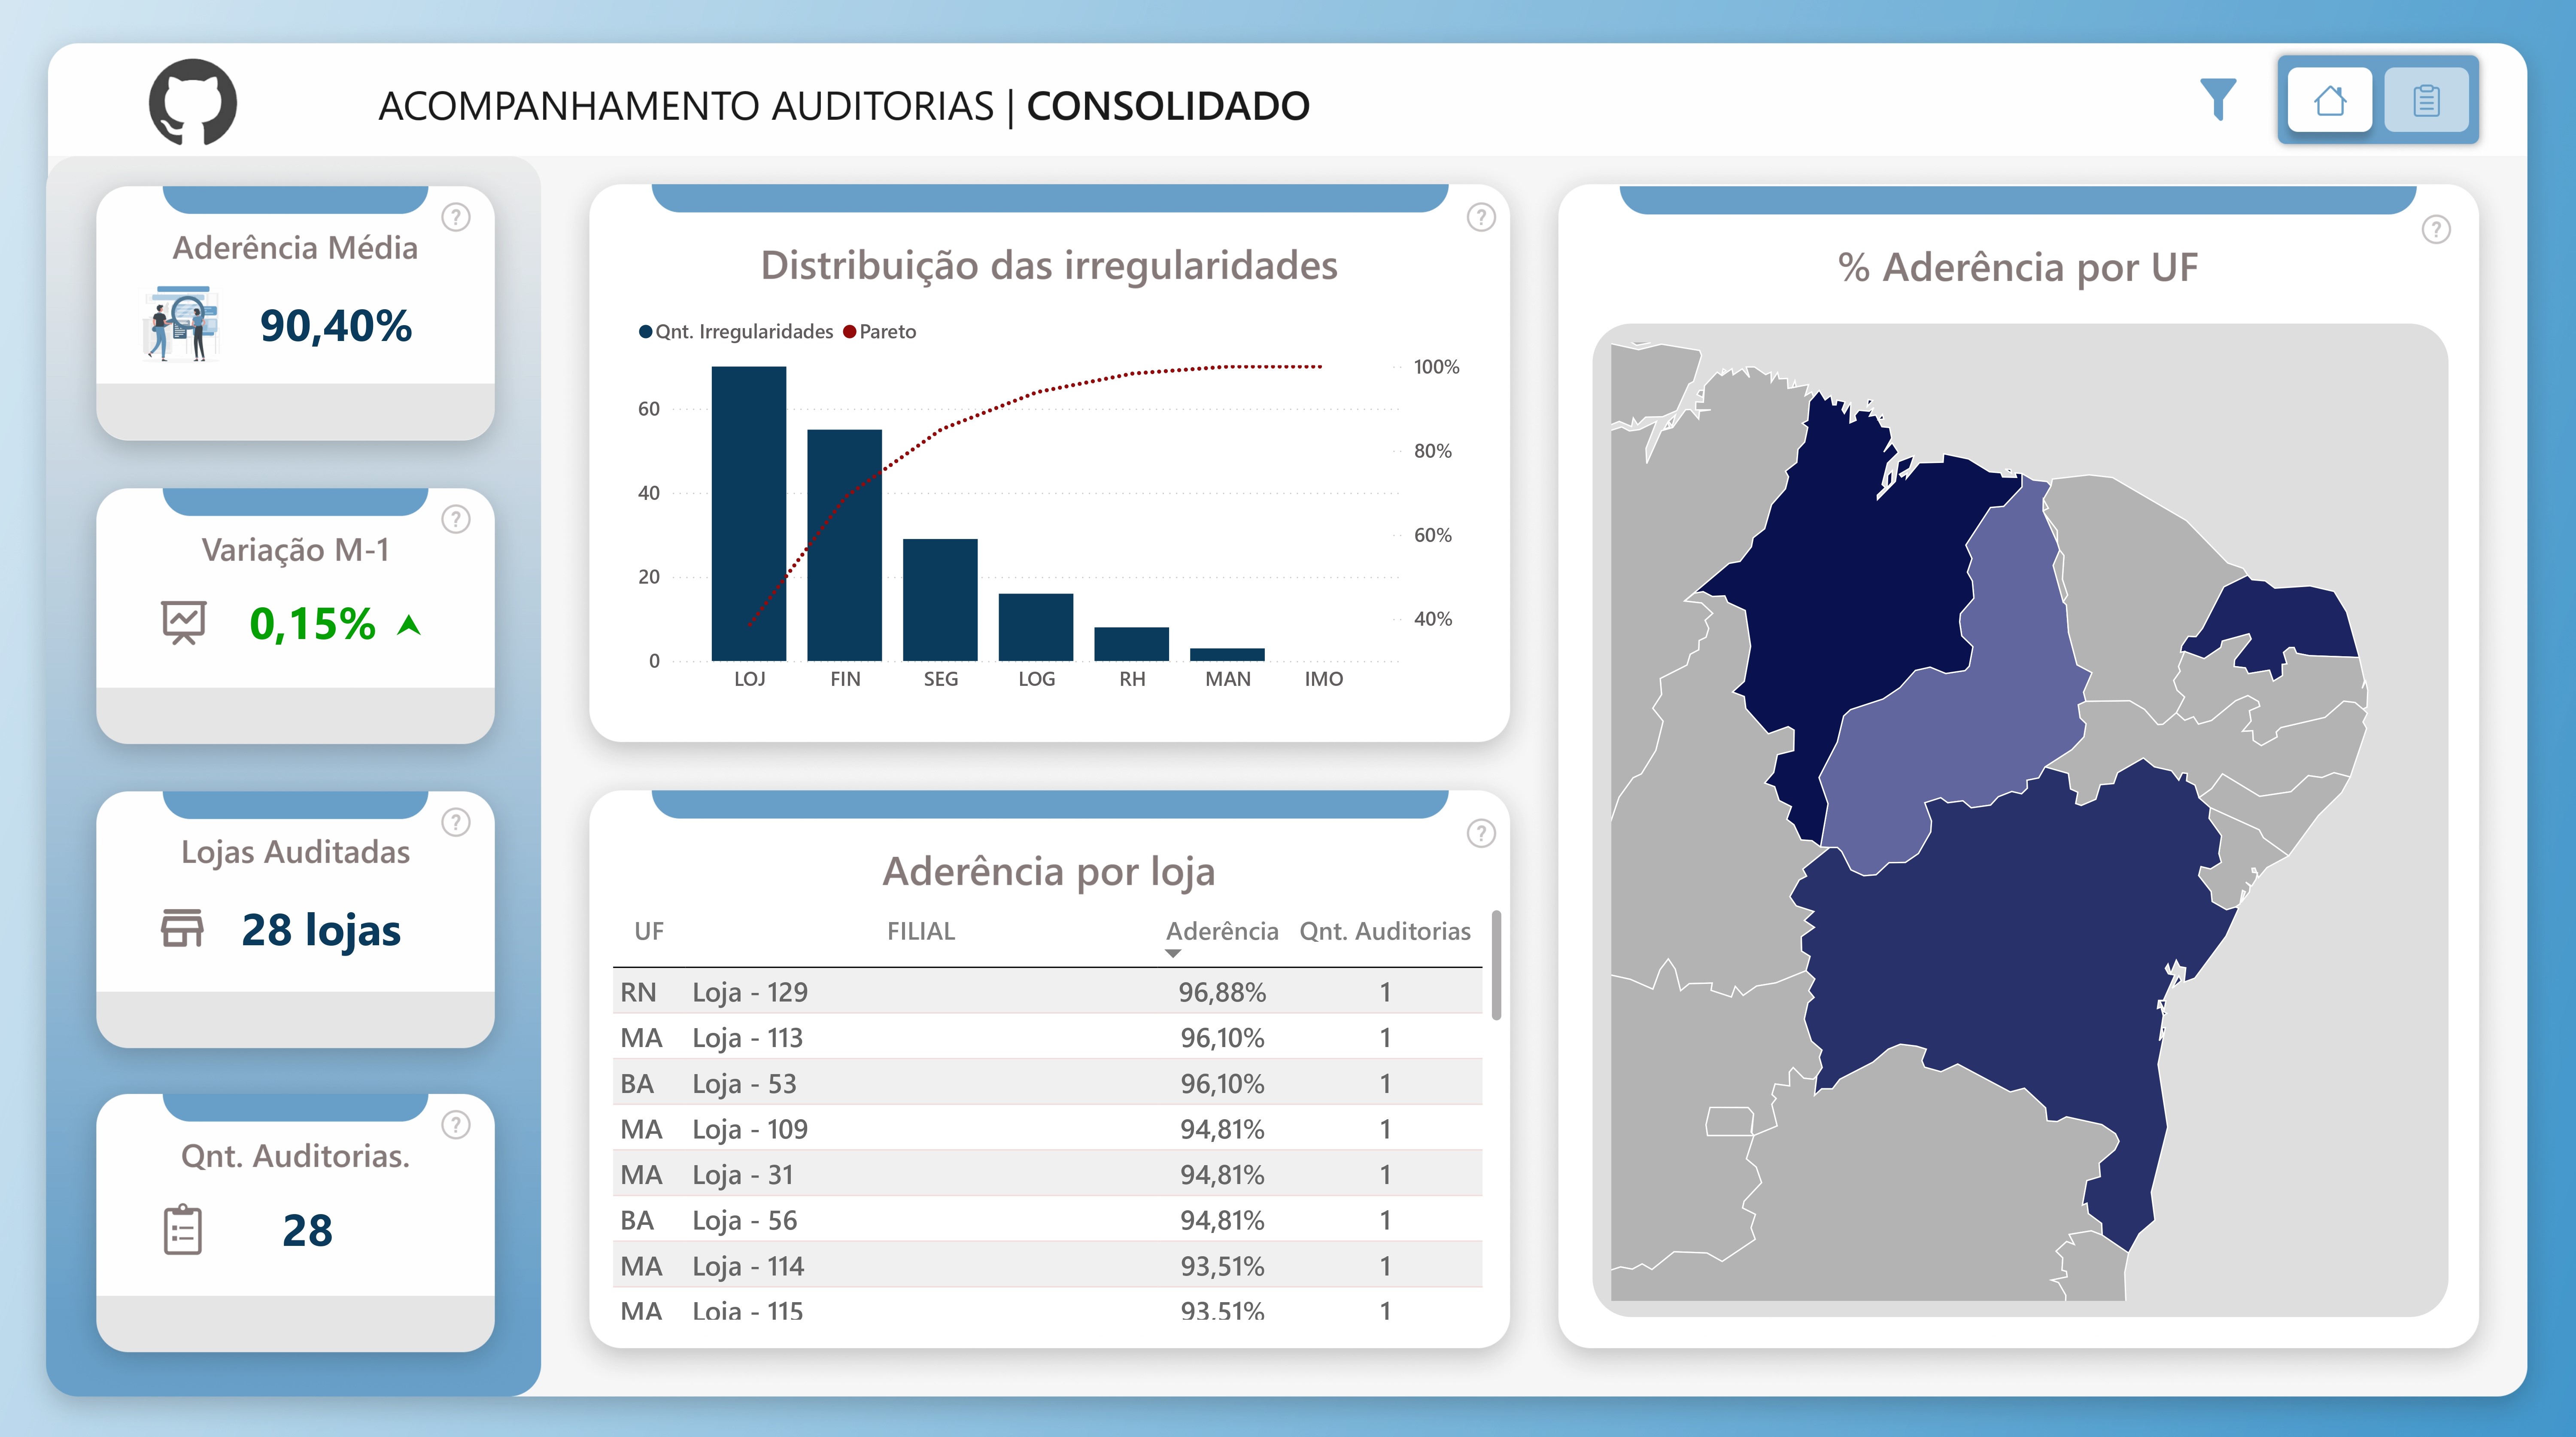 ACOMPANHAMENTO AUDITORIAS | CONSOLIDADO
Aderência Média
90,40%
Variação M-1
0,15%
Lojas Auditadas
28 lojas
Qnt. Auditorias.
28
Distribuição das irregularidades
Qnt. Irregularidades Pareto
100%
60
80%
40
60%
20
40%
0
LOJ FIN SEG LOG RH MAN IMO
Aderência por loja
UF FILIAL Aderência Qnt. Auditorias
RN Loja - 129 96,88% 1
MA Loja - 113 96,10% 1
BA Loja - 53 96,10% 1
MA Loja - 109 94,81% 1
MA Loja - 31 94,81% 1
BA Loja - 56 94,81% 1
MA Loja - 114 93,51% 1
MA Loja - 115 93,51% 1
% Aderência por UF